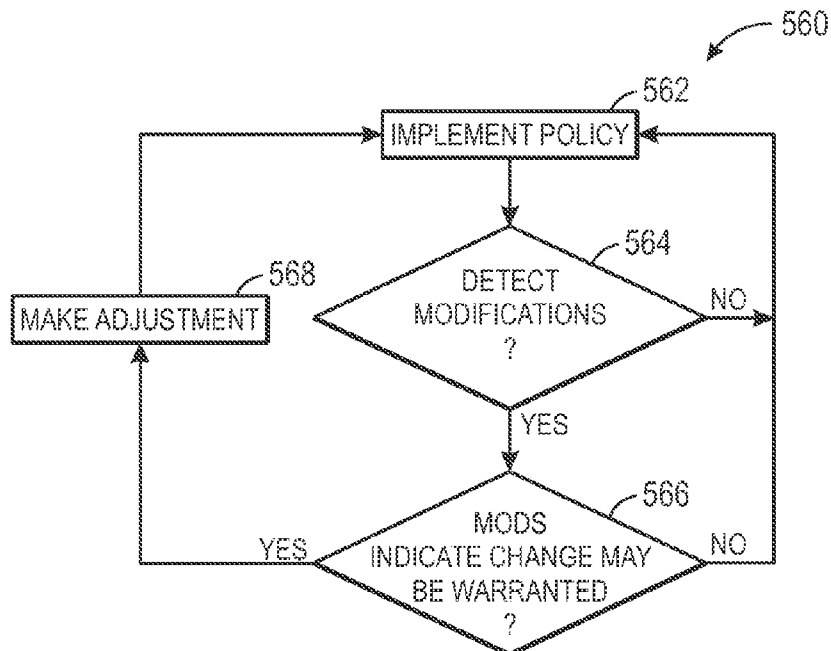 560
562
IMPLEMENT POLICY
564
DETECT
MODIFICATIONS
?
NO
568
MAKE ADJUSTMENT
YES
566
MODS
INDICATE CHANGE MAY
BE WARRANTED
?
YES
NO